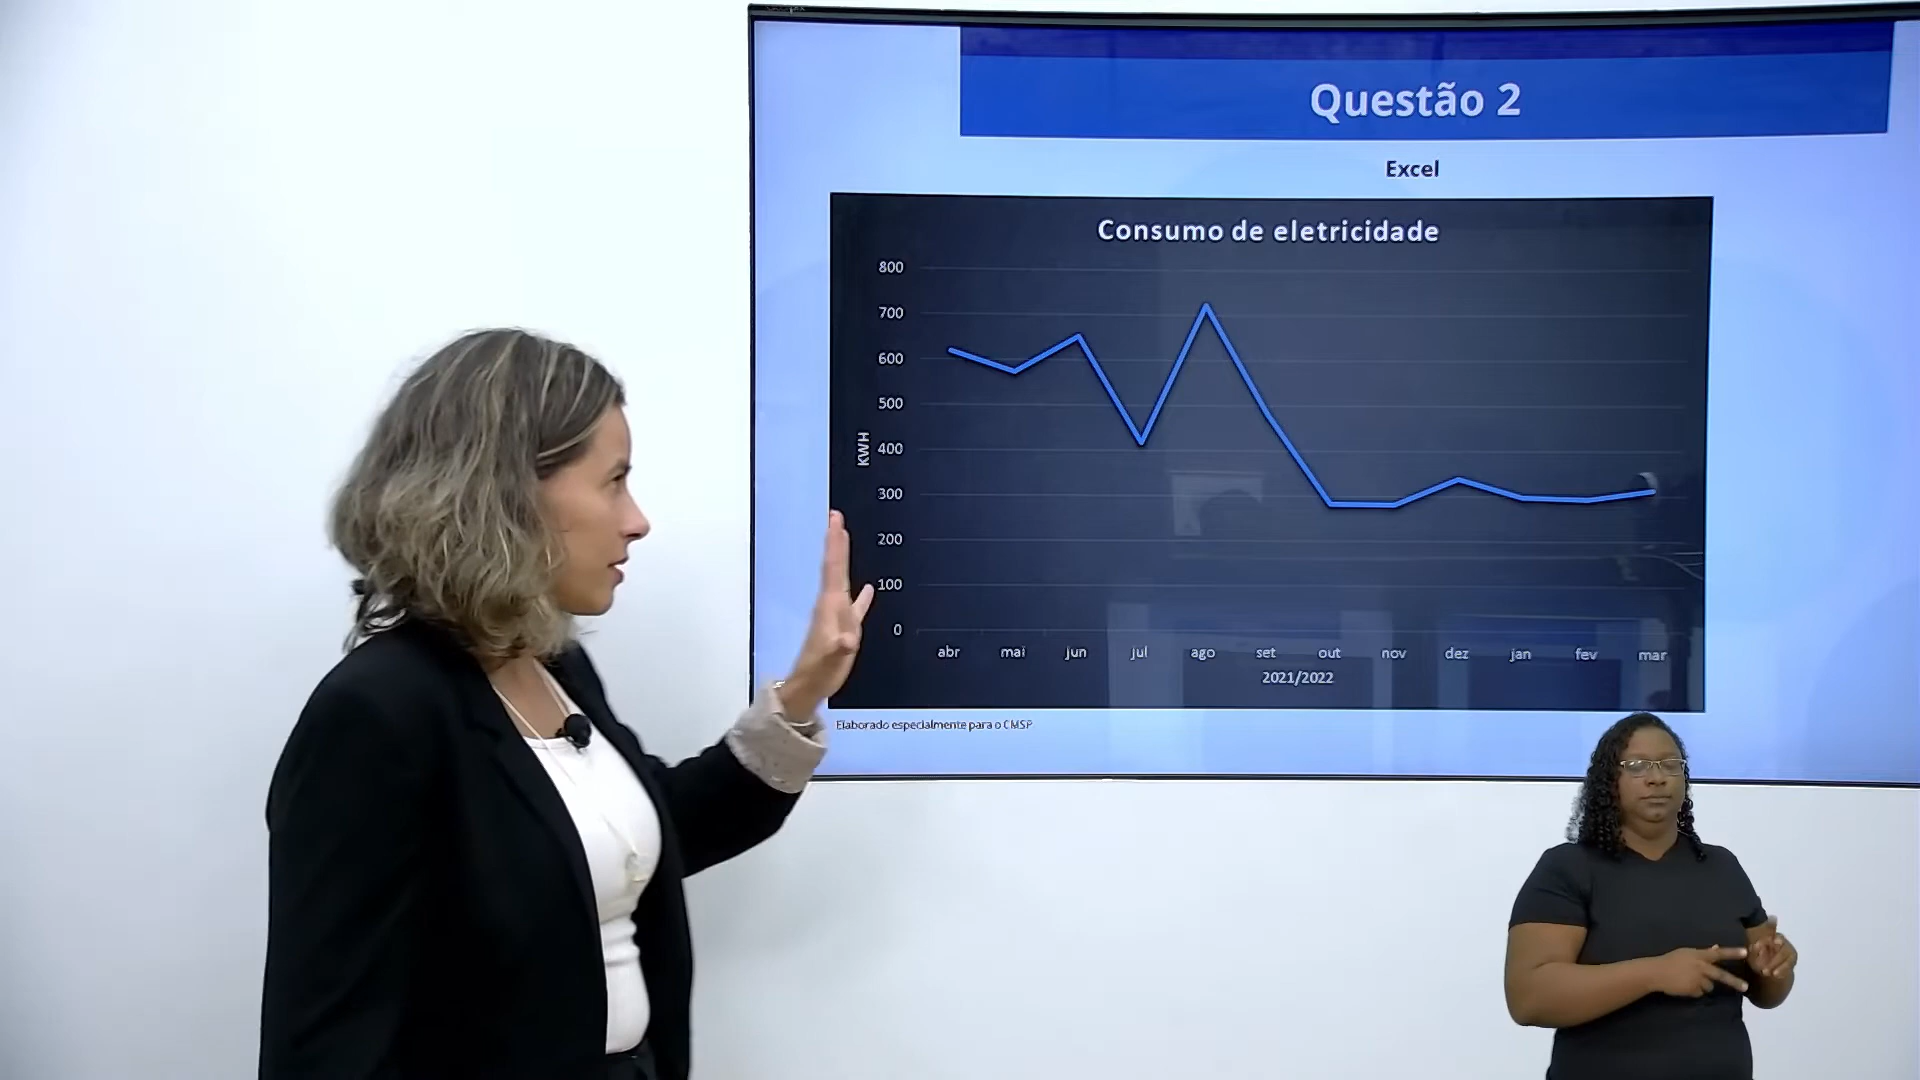 Questão 2
Excel
Consumo de eletricidade
800
700
600
500
400
300
200
100
0
KWH
abr mai jun jul ago set out nov dez jan fev mar
2021/2022
Elaborado especialmente para o CMSP